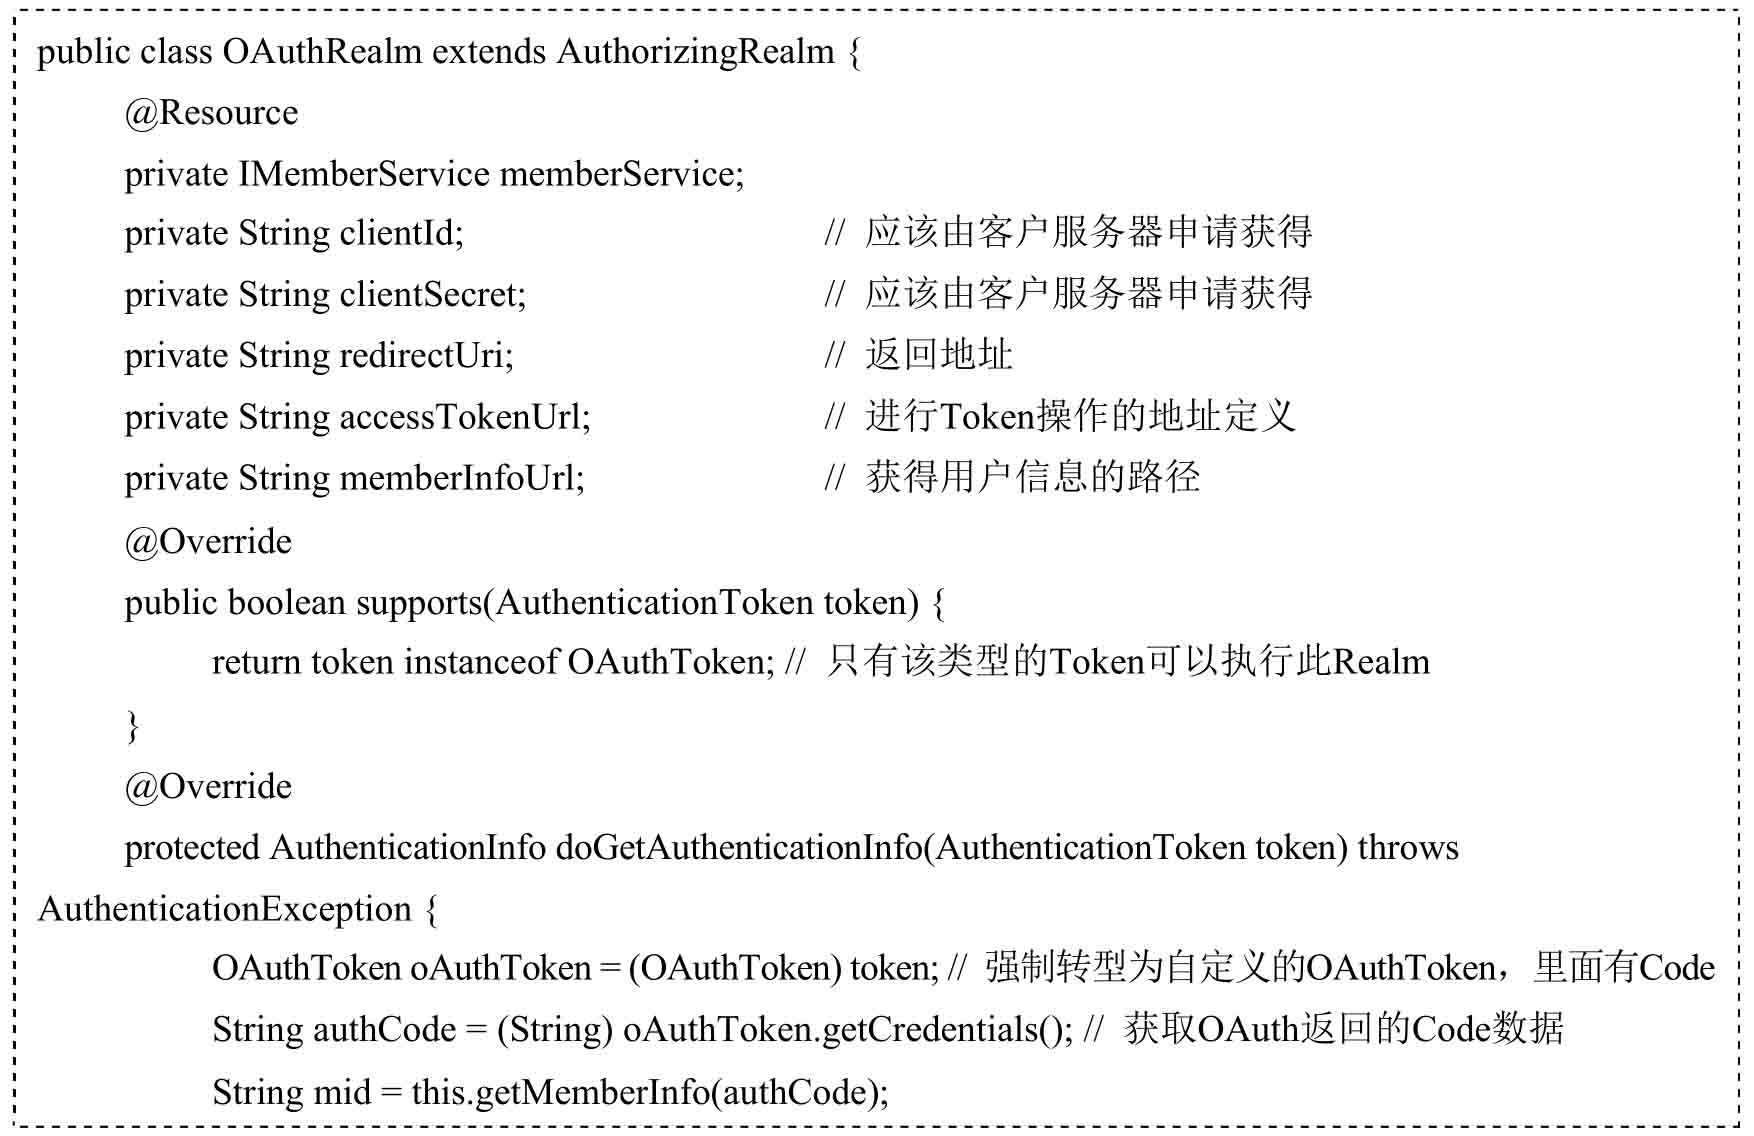 public class OAuthRealm extends AuthorizingRealm {
@Resource
private IMemberService memberService;
private String clientId; // 应该由客户服务器申请获得
private String clientSecret; // 应该由客户服务器申请获得
private String redirectUri; // 返回地址
private String accessTokenUrl; // 进行Token操作的地址定义
private String memberInfoUrl; // 获得用户信息的路径
@Override
public boolean supports(AuthenticationToken token) {
return token instanceof OAuthToken; // 只有该类型的Token可以执行此Realm
}
@Override
protected AuthenticationInfo doGetAuthenticationInfo(AuthenticationToken token) throws
AuthenticationException {
OAuthToken oAuthToken = (OAuthToken) token; // 强制转型为自定义的OAuthToken，里面有Code
String authCode = (String) oAuthToken.getCredentials(); // 获取OAuth返回的Code数据
String mid = this.getMemberInfo(authCode);